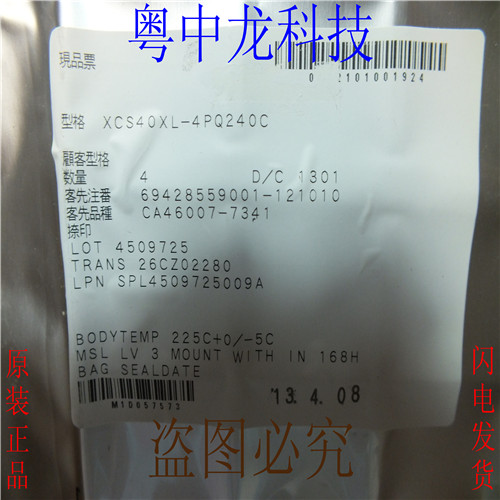 粤中龙科技
現品票
0 2101001924
型格 XCS40XL-4PQ240C
顧客型格
数量 4 D/C 1301
客先注番 69428559001-121010
客先品種 CA46007-7341
捺印
LOT 4509725
TRANS 26CZ02280
LPN SPL4509725009A
BODYTEMP 225C+0/-5C
MSL LV 3 MOUNT WITH IN 168H
BAG SEALDATE
13.4.08
M10657573
原装正品
即电发货
盗图必究